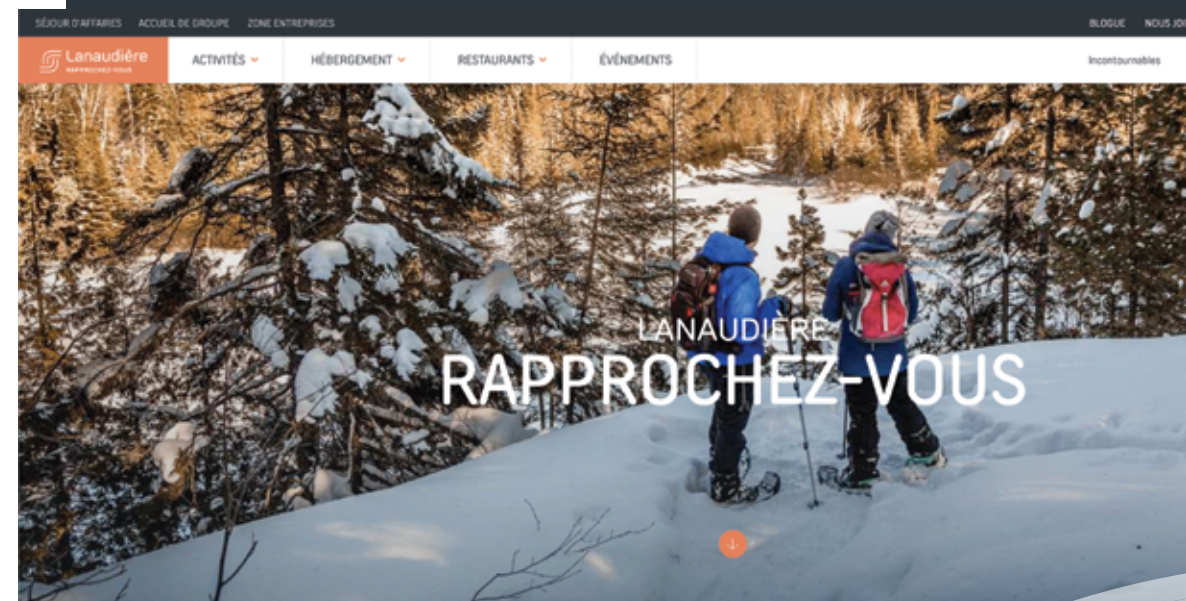 SÉJOUR D'AFFAIRES ACCUEIL DE GROUPE ZONE ENTREPRISES BLOGUE NOUS JOI
Lanaudière
RAPPROCHEZ-VOUS
ACTIVITÉS HÉBERGEMENT RESTAURANTS ÉVÉNEMENTS Incontournables
LANAUDIÈRE
RAPPROCHEZ-VOUS